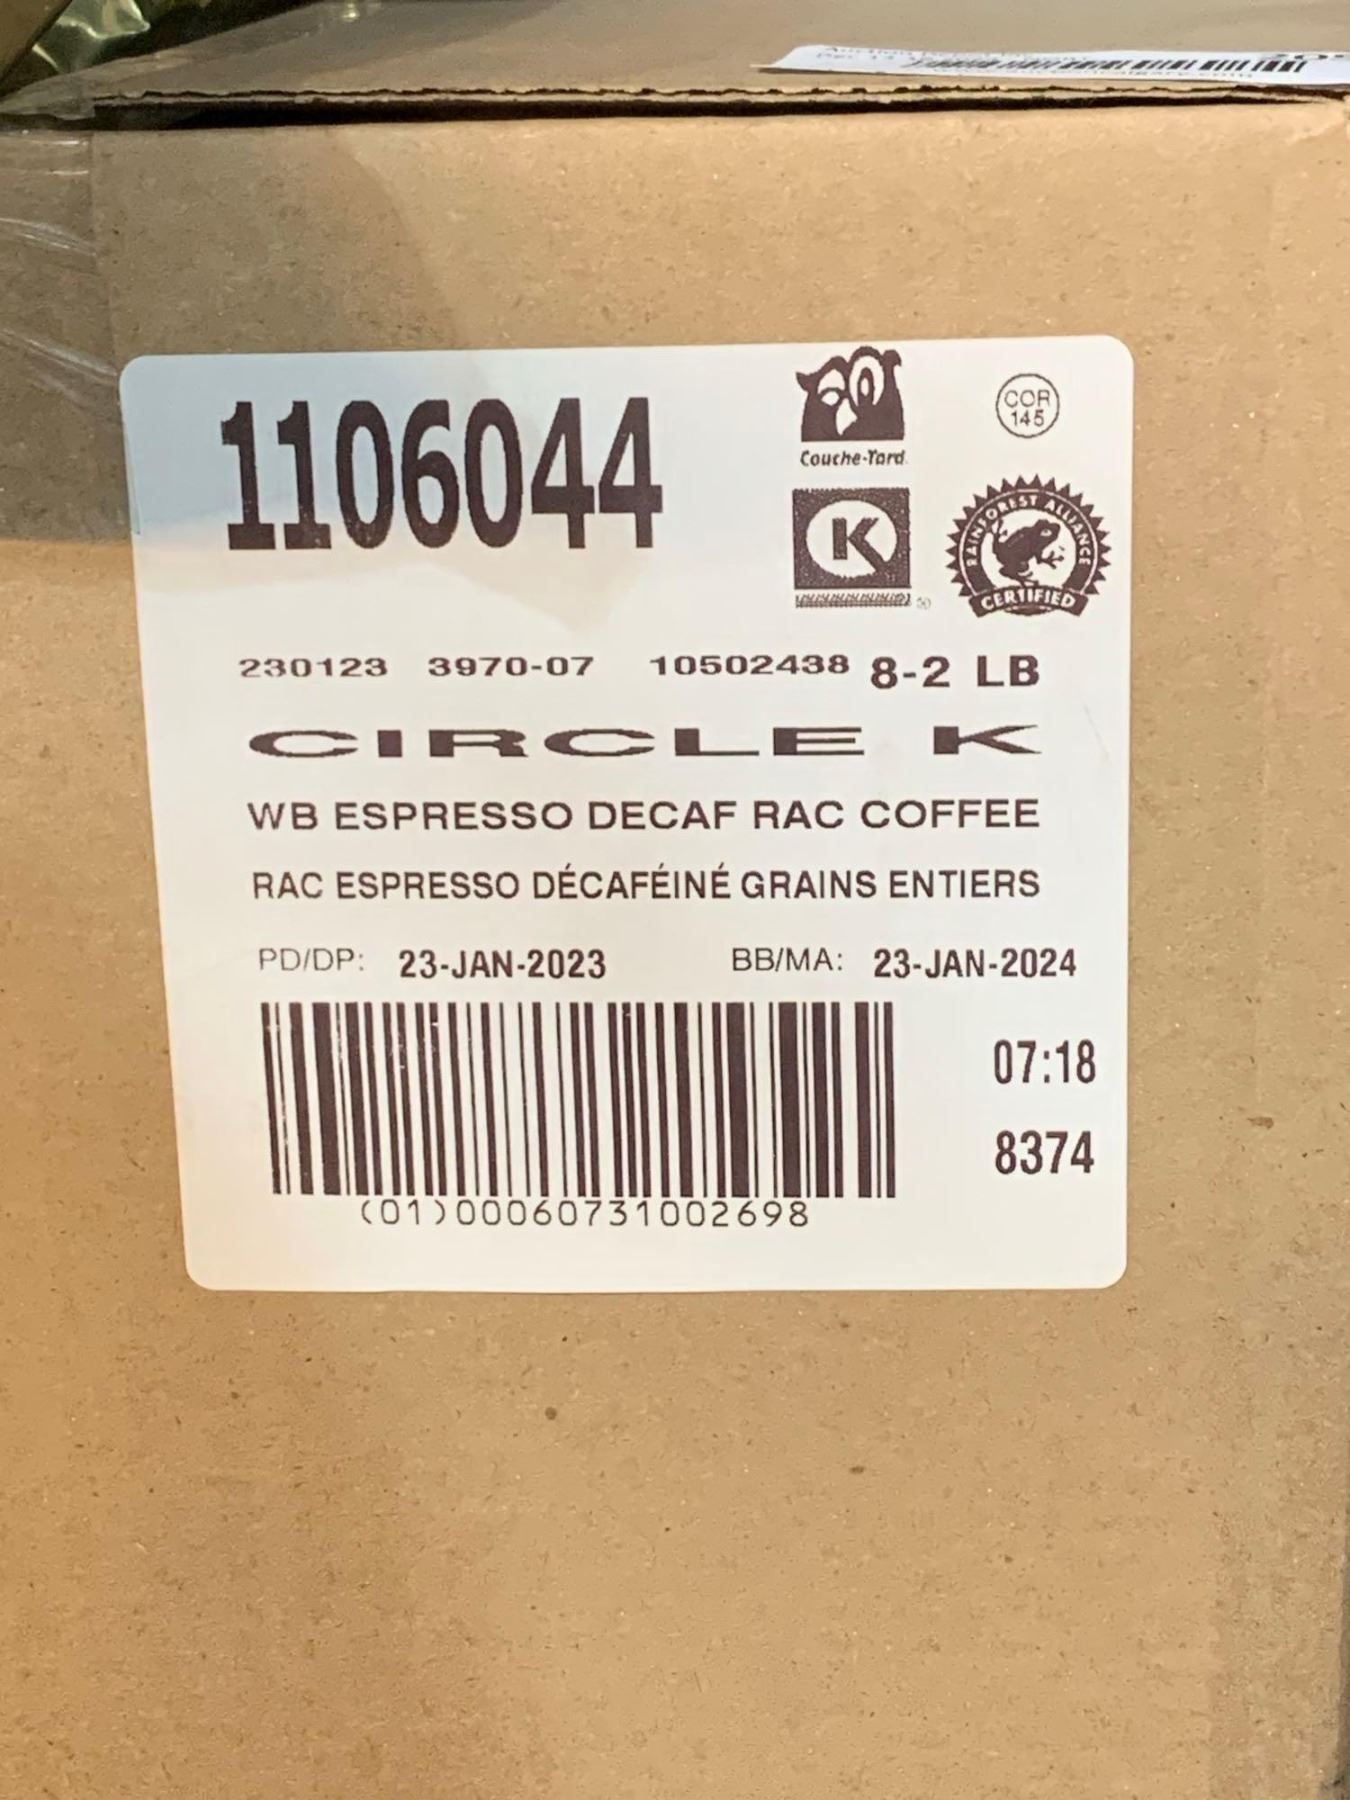 1106044
Couche-Tard
COR
145
K
RAINFOREST ALLIANCE
CERTIFIED
230123 3970-07 10502438 8-2 LB
CIRCLE K
WB ESPRESSO DECAF RAC COFFEE
RAC ESPRESSO DÉCAFÉINÉ GRAINS ENTIERS
PD/DP: 23-JAN-2023 BB/MA: 23-JAN-2024
07:18
8374
(01)00060731002698